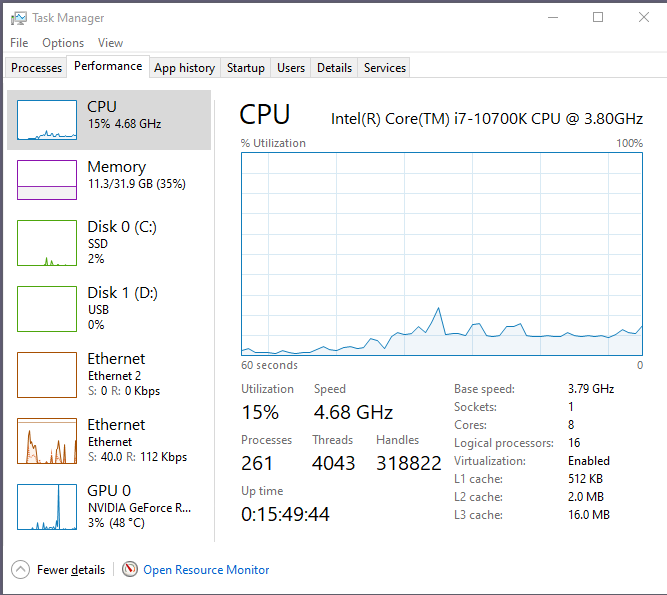 Task Manager
File Options View
Processes Performance App history Startup Users Details Services
CPU
15% 4.68 GHz
Memory
11.3/31.9 GB (35%)
Disk 0 (C:)
SSD
2%
Disk 1 (D:)
USB
0%
Ethernet
Ethernet 2
S: 0 R: 0 Kbps
Ethernet
Ethernet
S: 40.0 R: 112 Kbps
GPU 0
NVIDIA GeForce R...
3% (48 °C)
CPU Intel(R) Core(TM) i7-10700K CPU @ 3.80GHz
% Utilization 100%
60 seconds 0
Utilization Speed
15% 4.68 GHz
Processes Threads Handles
261 4043 318822
Up time
0:15:49:44
Base speed: 3.79 GHz
Sockets: 1
Cores: 8
Logical processors: 16
Virtualization: Enabled
L1 cache: 512 KB
L2 cache: 2.0 MB
L3 cache: 16.0 MB
Fewer details Open Resource Monitor